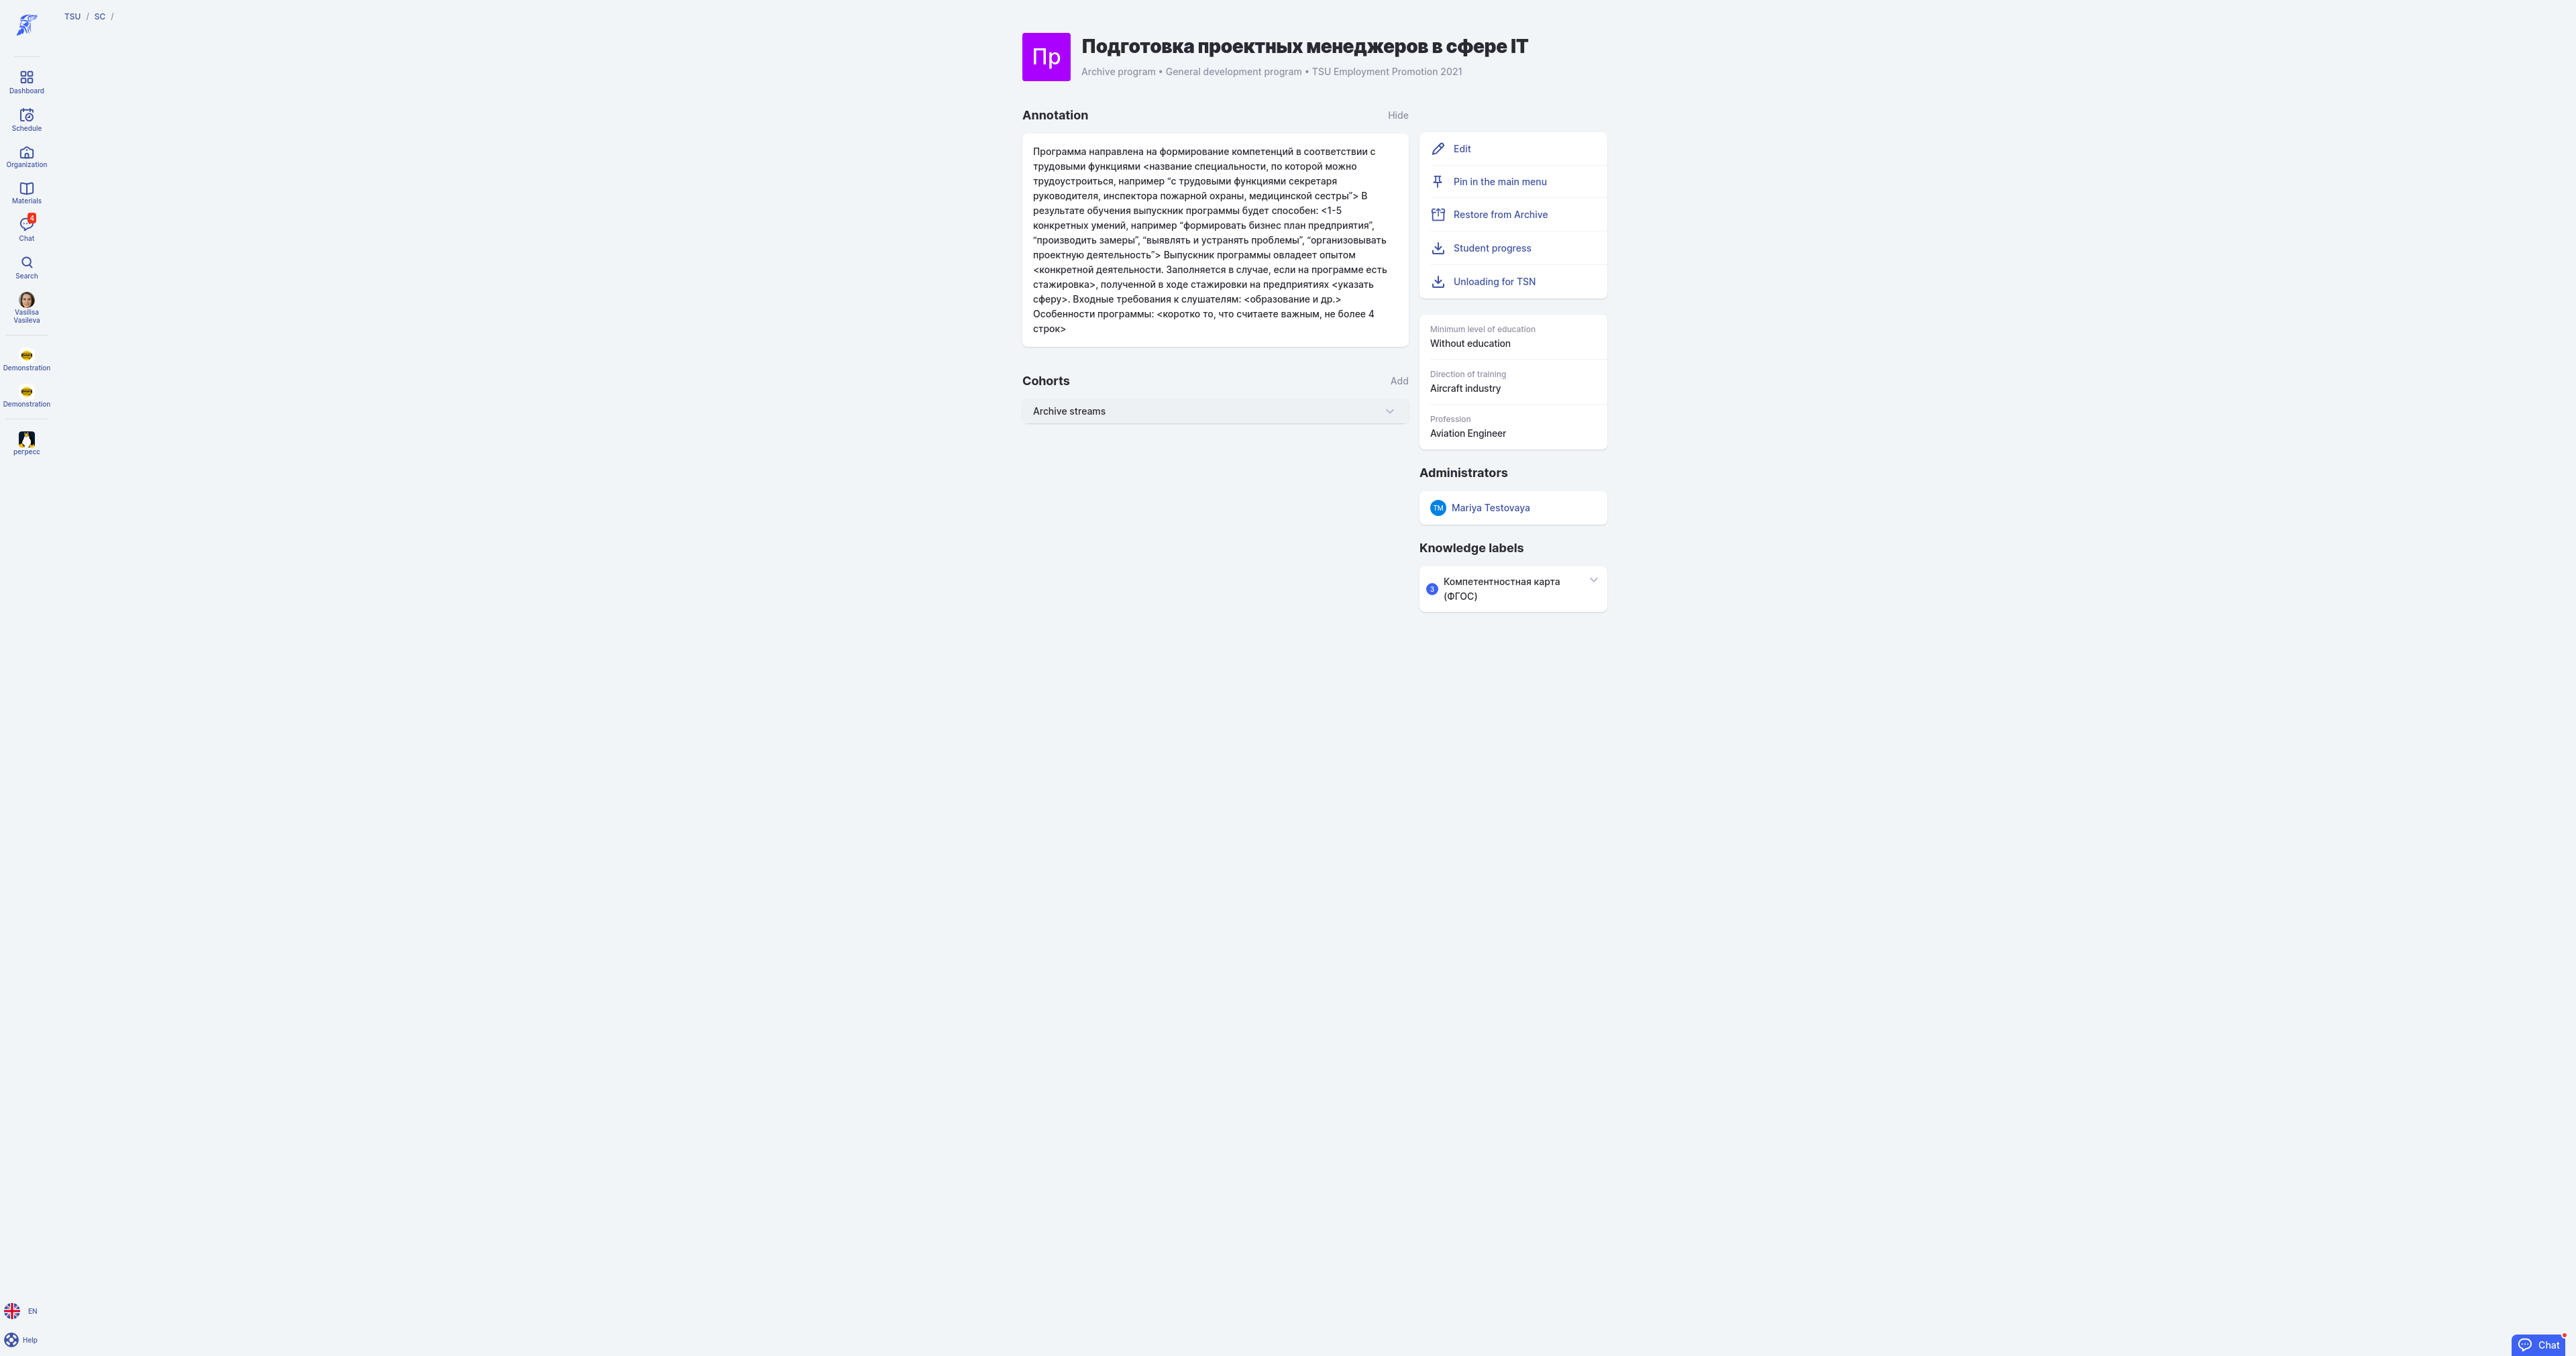 TSU / SC /
Dashboard
Schedule
Organization
Materials
4
Chat
Search
Vasilisa
Vasileva
Demonstration
Demonstration
регресс
EN
Help
Пр
Подготовка проектных менеджеров в сфере IT
Archive program • General development program • TSU Employment Promotion 2021
Annotation
Hide
Программа направлена на формирование компетенций в соответствии с
трудовыми функциями <название специальности, по которой можно
трудоустроиться, например “с трудовыми функциями секретаря
руководителя, инспектора пожарной охраны, медицинской сестры”> В
результате обучения выпускник программы будет способен: <1-5
конкретных умений, например “формировать бизнес план предприятия”,
“производить замеры”, “выявлять и устранять проблемы”, “организовывать
проектную деятельность”> Выпускник программы овладеет опытом
<конкретной деятельности. Заполняется в случае, если на программе есть
стажировка>, полученной в ходе стажировки на предприятиях <указать
сферу>. Входные требования к слушателям: <образование и др.>
Особенности программы: <коротко то, что считаете важным, не более 4
строк>
Cohorts
Add
Archive streams
Edit
Pin in the main menu
Restore from Archive
Student progress
Unloading for TSN
Minimum level of education
Without education
Direction of training
Aircraft industry
Profession
Aviation Engineer
Administrators
TM
Mariya Testovaya
Knowledge labels
3
Компетентностная карта
(ФГОС)
Chat